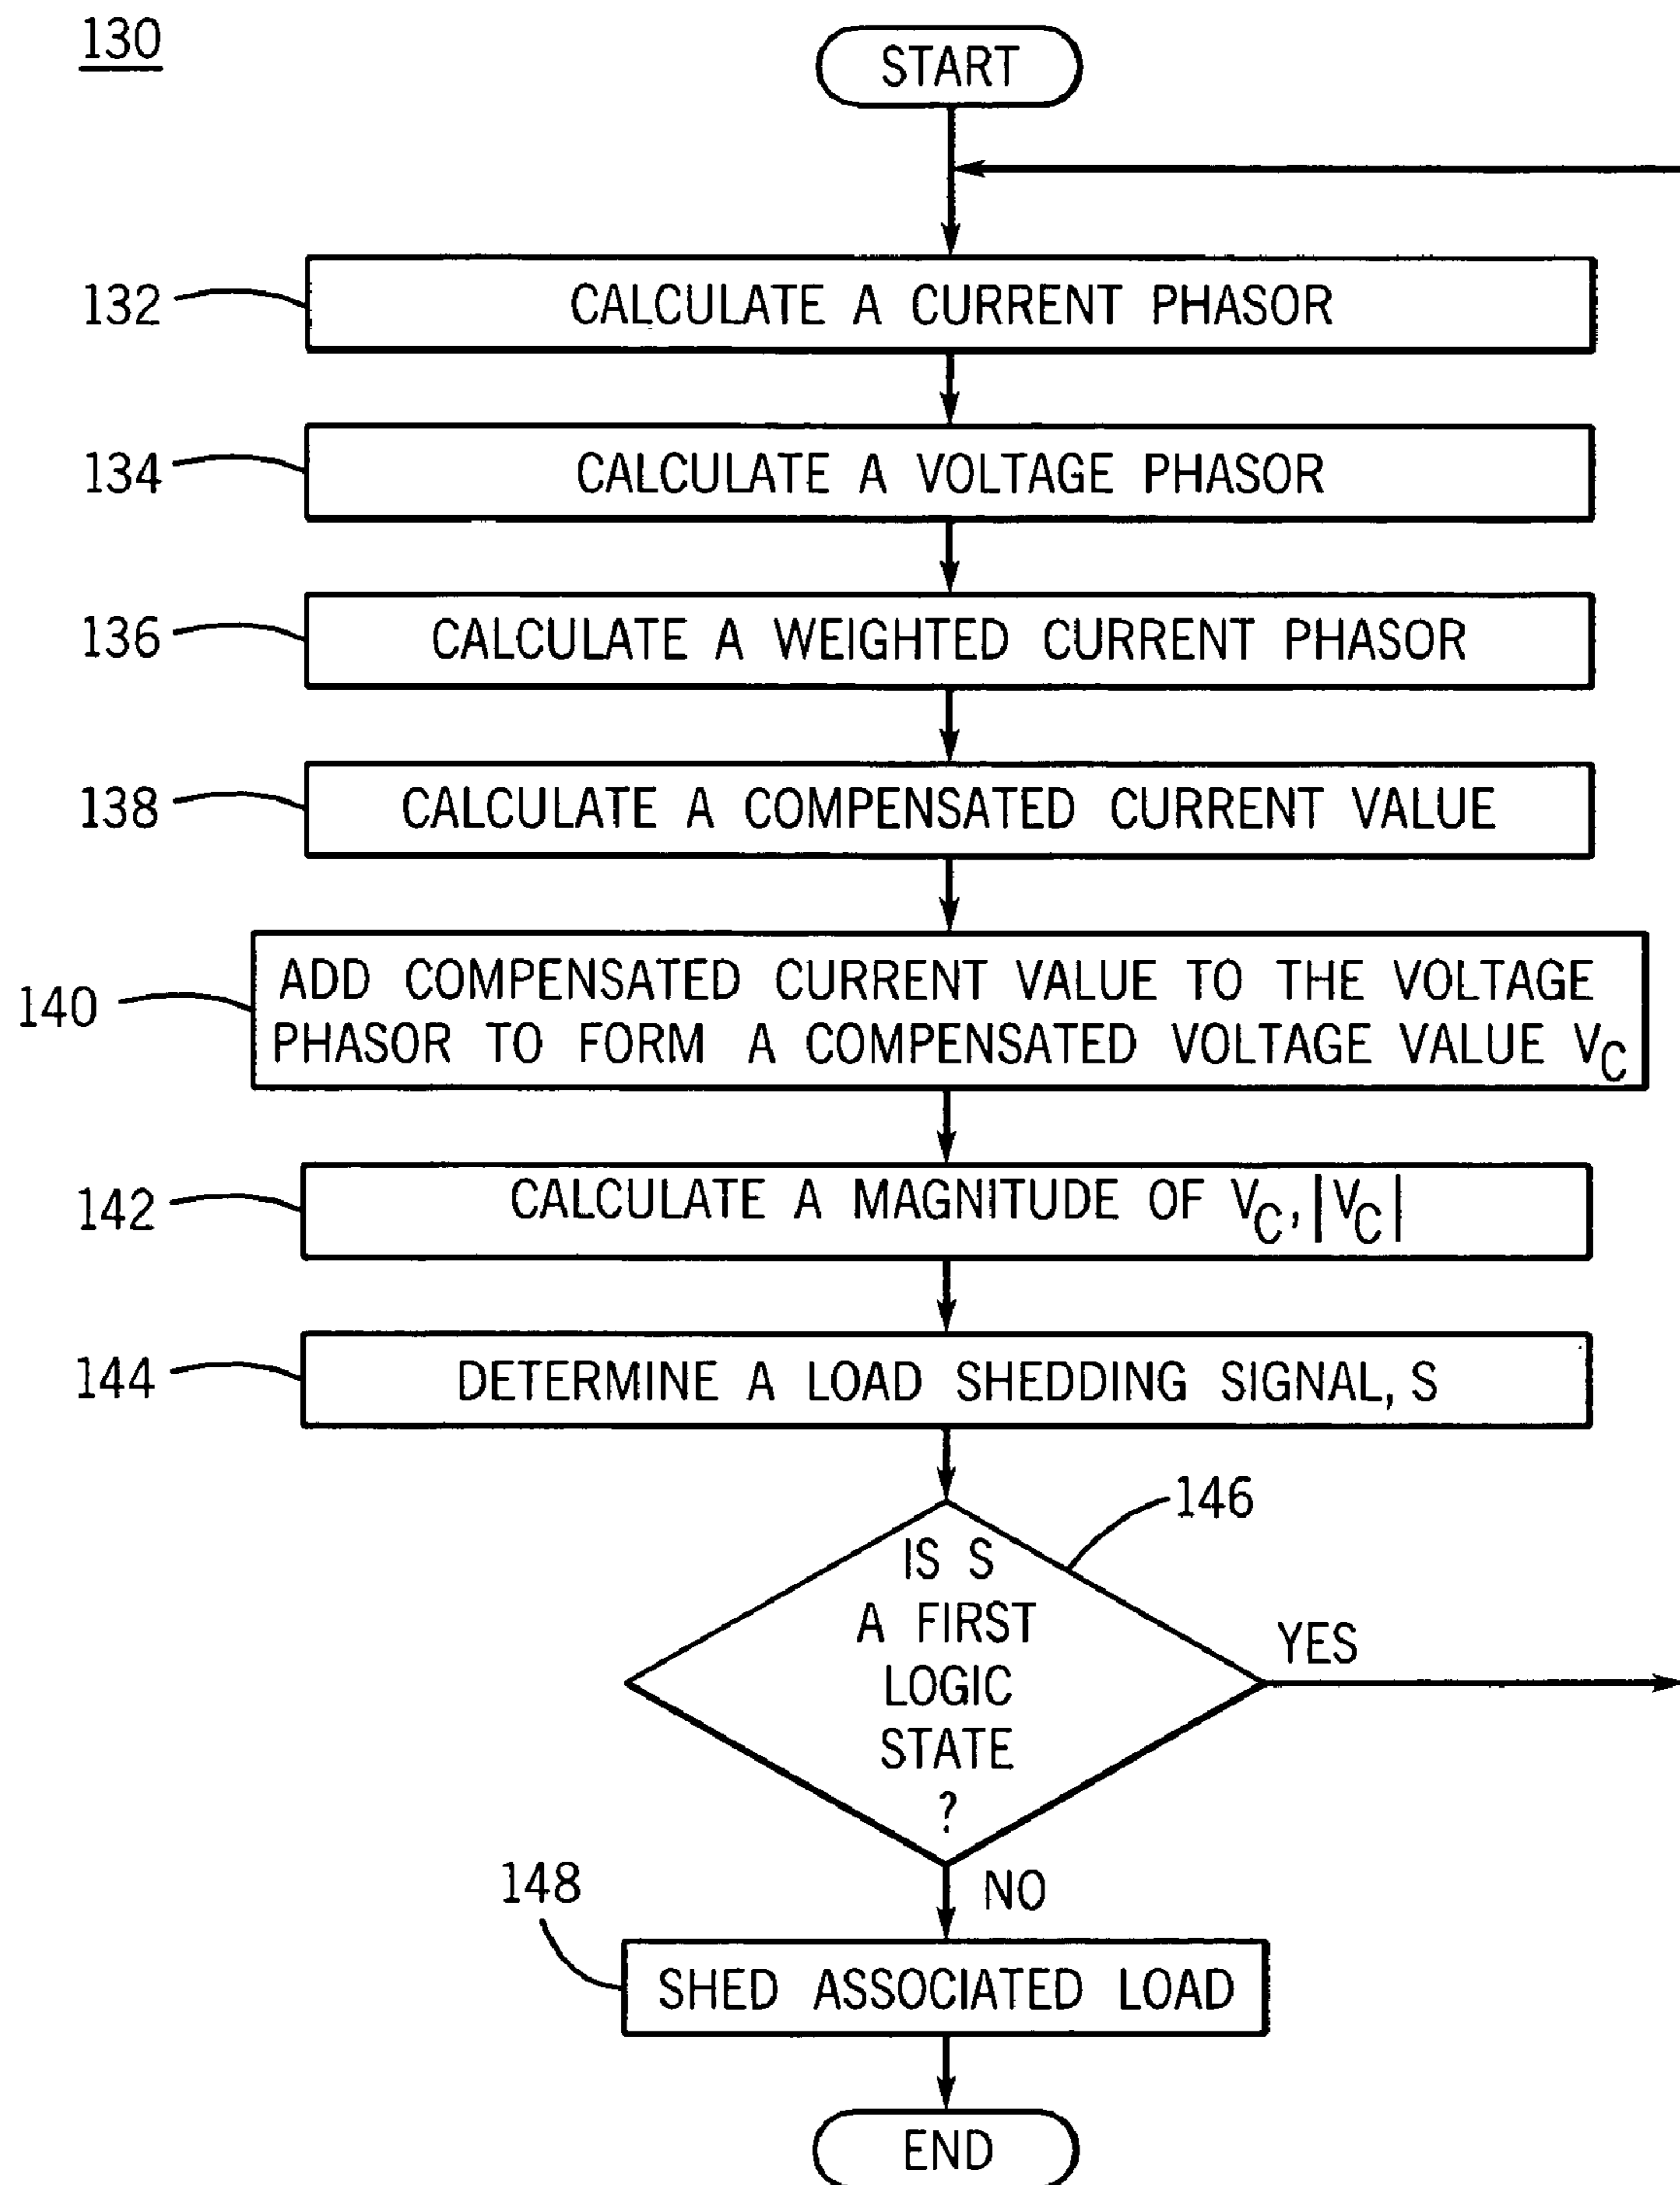 130
START
132
CALCULATE A CURRENT PHASOR
134
CALCULATE A VOLTAGE PHASOR
136
CALCULATE A WEIGHTED CURRENT PHASOR
138
CALCULATE A COMPENSATED CURRENT VALUE
140
ADD COMPENSATED CURRENT VALUE TO THE VOLTAGE
PHASOR TO FORM A COMPENSATED VOLTAGE VALUE VC
142
CALCULATE A MAGNITUDE OF VC, |VC|
144
DETERMINE A LOAD SHEDDING SIGNAL, S
146
IS S
A FIRST
LOGIC
STATE
?
YES
NO
148
SHED ASSOCIATED LOAD
END